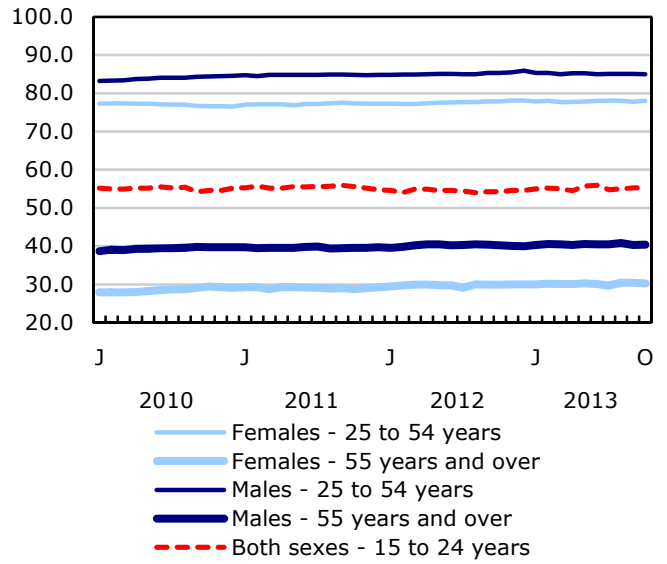 100.0
90.0
80.0
70.0
60.0
50.0
40.0
30.0
20.0
J J J J O
2010 2011 2012 2013
Females - 25 to 54 years
Females - 55 years and over
Males - 25 to 54 years
Males - 55 years and over
Both sexes - 15 to 24 years